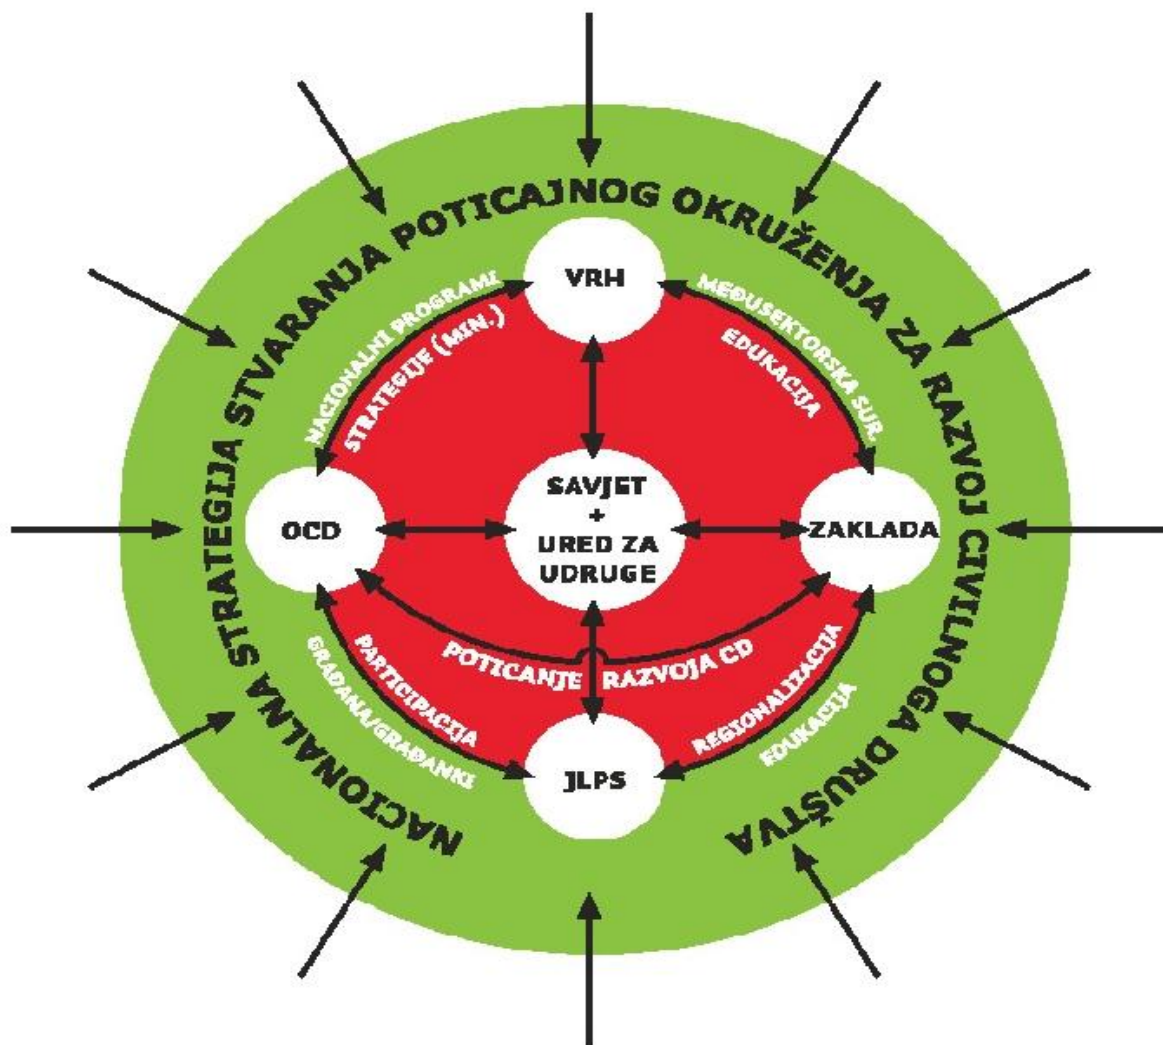 NACIONALNA STRATEGIJA STVARANJA POTICAJNOG OKRUŽENJA ZA RAZVOJ CIVILNOGA DRUŠTVA
VRH
NACIONALNI PROGRAMI
STRATEGIJE (MIN.)
MEĐUSEKTORSKA SUR.
EDUKACIJA
OCD
SAVJET
+
URED ZA
UDRUGE
ZAKLADA
POTICANJE RAZVOJA CD
PARTICIPACIJA
GRAĐANA/GRAĐANKI
REGIONALIZACIJA
EDUKACIJA
JLPS